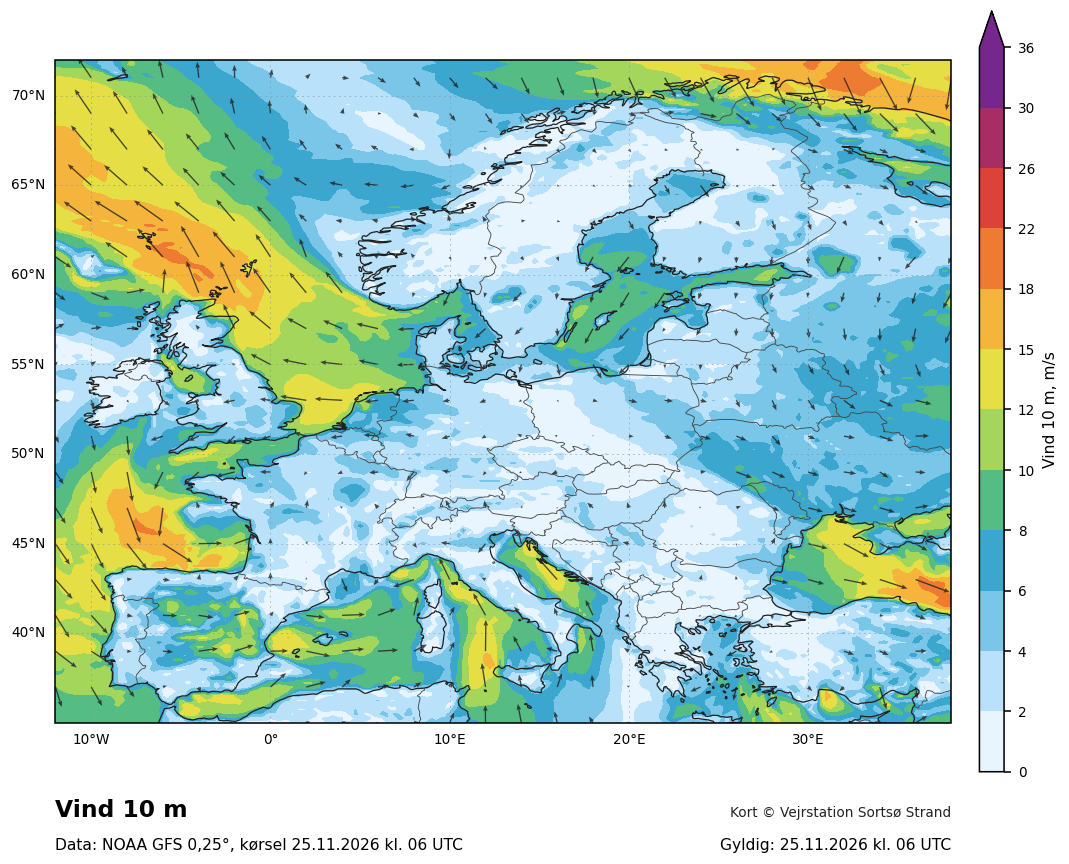 70°N
65°N
60°N
55°N
50°N
45°N
40°N
10°W
0°
10°E
20°E
30°E
36
30
26
22
18
15
12
10
8
6
4
2
0
Vind 10 m, m/s
Vind 10 m
Kort © Vejrstation Sortsø Strand
Data: NOAA GFS 0,25°, kørsel 25.11.2026 kl. 06 UTC
Gyldig: 25.11.2026 kl. 06 UTC